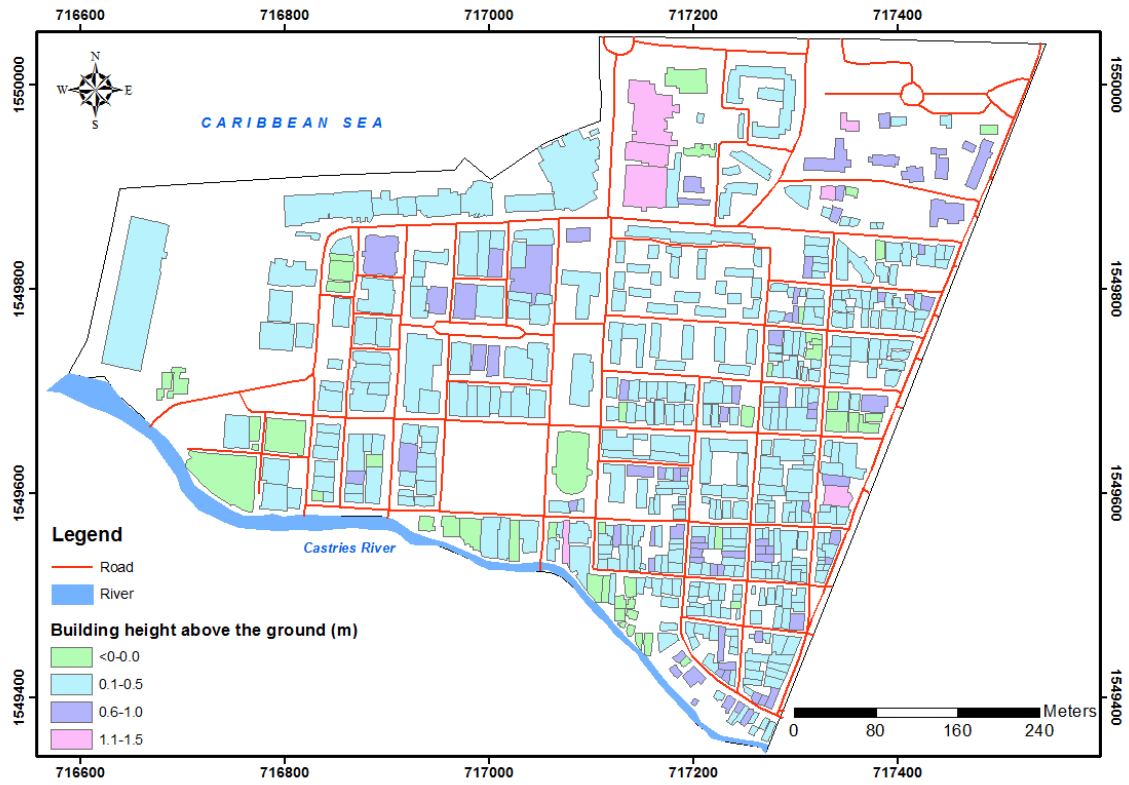 716600 716800 717000 717200 717400
N
W E
S
CARIBBEAN SEA
1550000 1550000
1549800 1549800
1549600 1549600
1549400 1549400
Castries River
Legend
Road
River
Building height above the ground (m)
<0-0.0
0.1-0.5
0.6-1.0
1.1-1.5
Meters
0 80 160 240
716600 716800 717000 717200 717400